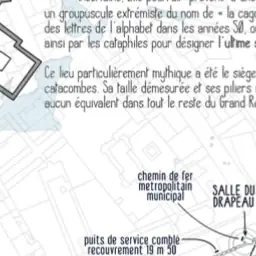 un groupuscule extrémiste du nom de « la cag
des lettres de l'alphabet dans les années 50, o
ainsi par les cataphiles pour désigner l'ultime s
Ce lieu particulièrement mythique a été le siège
catacombes. Sa taille démesurée et ses piliers
aucun équivalent dans tout le reste du Grand R
chemin de fer
metropolitain
municipal
SALLE DU
DRAPEAU
puits de service comblé
recouvrement 19 m 50